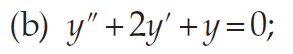 (b) y″ + 2y′ + y = 0;